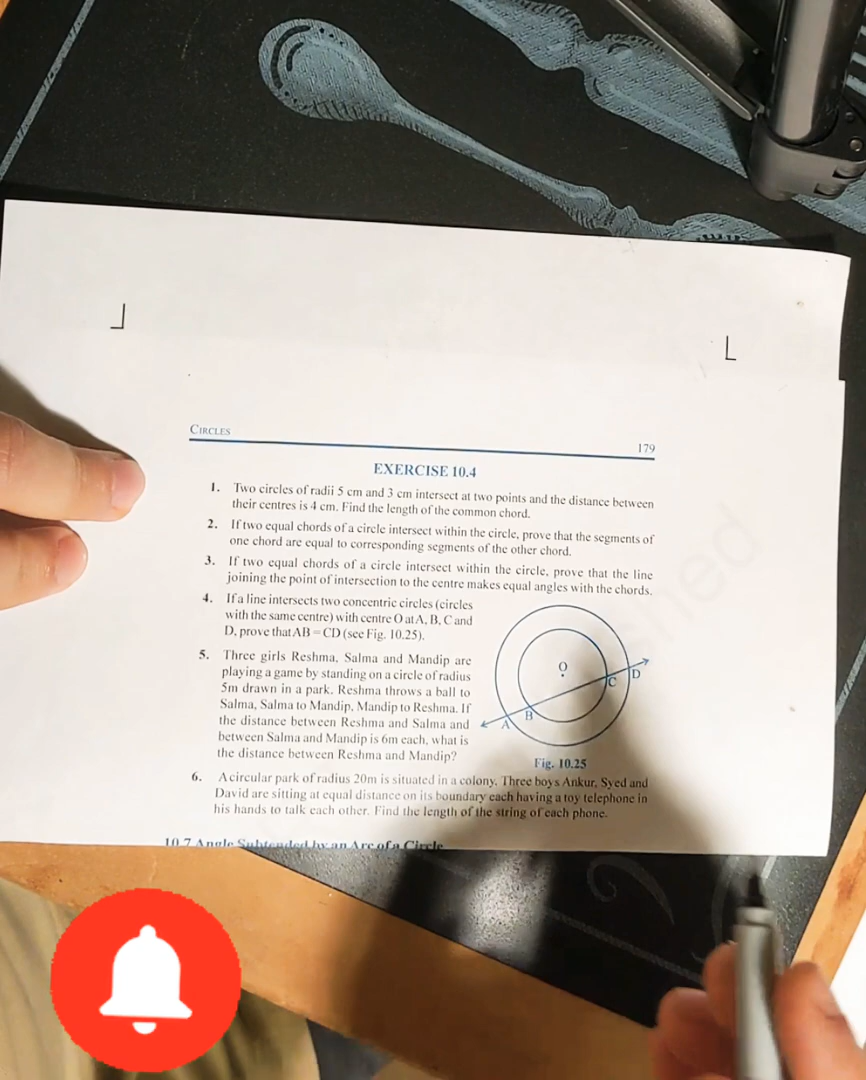 CIRCLES
179
EXERCISE 10.4
1. Two circles of radii 5 cm and 3 cm intersect at two points and the distance between
their centres is 4 cm. Find the length of the common chord.
2. If two equal chords of a circle intersect within the circle, prove that the segments of
one chord are equal to corresponding segments of the other chord.
3. If two equal chords of a circle intersect within the circle, prove that the line
joining the point of intersection to the centre makes equal angles with the chords.
4. If a line intersects two concentric circles (circles
with the same centre) with centre O at A, B, C and
D, prove that AB = CD (see Fig. 10.25).
5. Three girls Reshma, Salma and Mandip are
playing a game by standing on a circle of radius
5m drawn in a park. Reshma throws a ball to
Salma, Salma to Mandip, Mandip to Reshma. If
the distance between Reshma and Salma and
between Salma and Mandip is 6m each, what is
the distance between Reshma and Mandip?
O
D
C
B
A
Fig. 10.25
6. A circular park of radius 20m is situated in a colony. Three boys Ankur, Syed and
David are sitting at equal distance on its boundary each having a toy telephone in
his hands to talk each other. Find the length of the string of each phone.
10.7 Angle Subtended by an Arc of a Circle